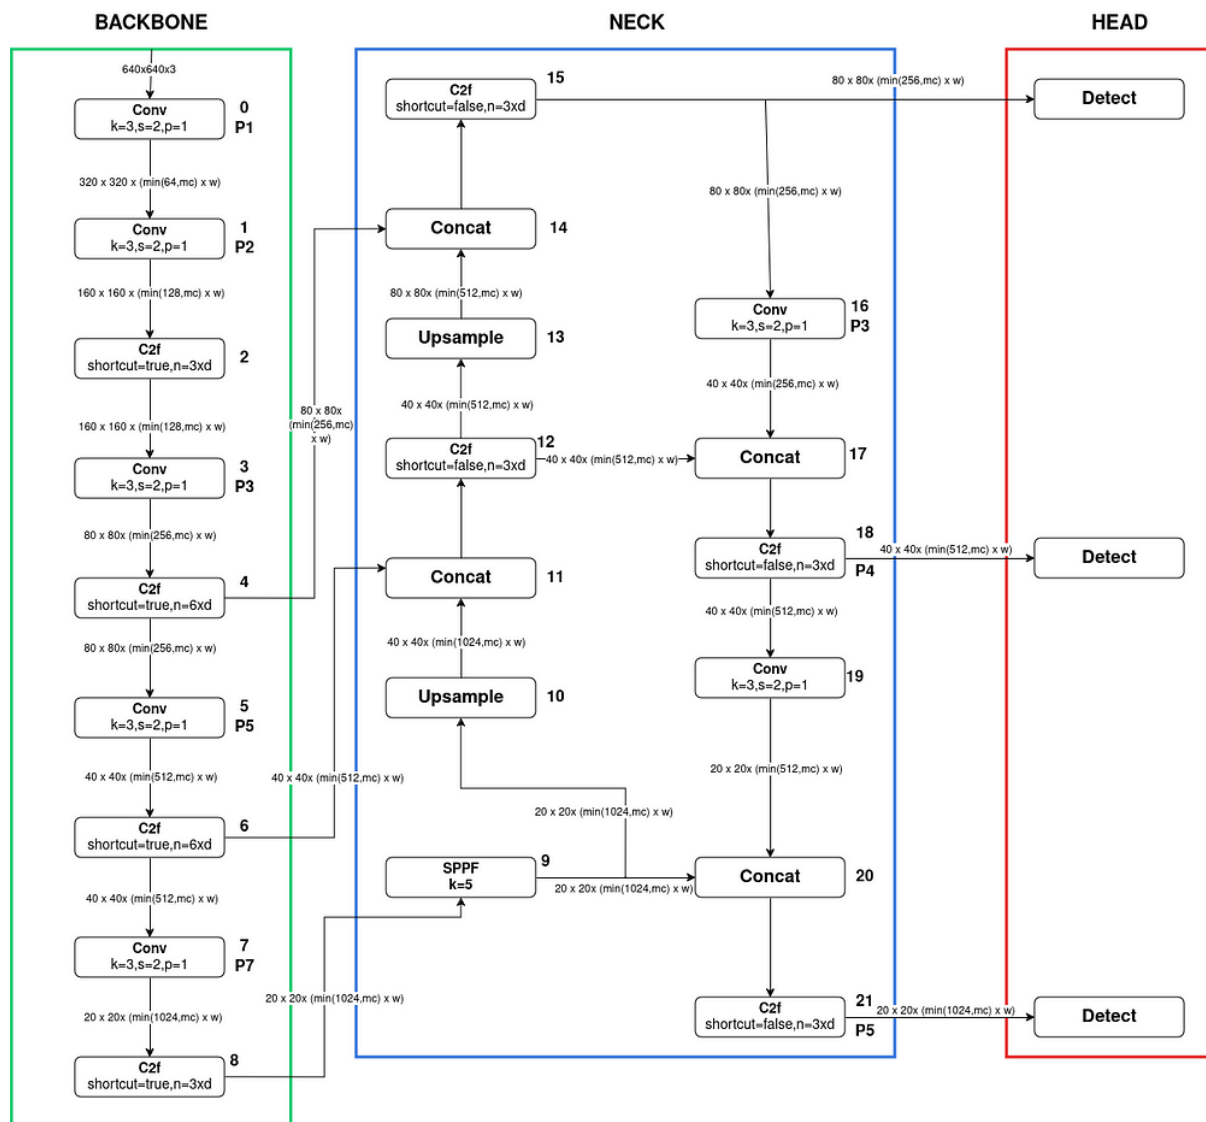 BACKBONE
NECK
HEAD
640x640x3
Conv
k=3,s=2,p=1
0
P1
320 x 320 x (min(64,mc) x w)
Conv
k=3,s=2,p=1
1
P2
160 x 160 x (min(128,mc) x w)
C2f
shortcut=true,n=3xd
2
160 x 160 x (min(128,mc) x w)
Conv
k=3,s=2,p=1
3
P3
80 x 80x (min(256,mc) x w)
C2f
shortcut=true,n=6xd
4
80 x 80x (min(256,mc) x w)
Conv
k=3,s=2,p=1
5
P5
40 x 40x (min(512,mc) x w)
C2f
shortcut=true,n=6xd
6
40 x 40x (min(512,mc) x w)
Conv
k=3,s=2,p=1
7
P7
20 x 20x (min(1024,mc) x w)
C2f
shortcut=true,n=3xd
8
80 x 80x
(min(256,mc)
x w)
40 x 40x (min(512,mc) x w)
20 x 20x (min(1024,mc) x w)
C2f
shortcut=false,n=3xd
15
Concat
14
80 x 80x (min(512,mc) x w)
Upsample
13
40 x 40x (min(512,mc) x w)
C2f
shortcut=false,n=3xd
12
40 x 40x (min(512,mc) x w)
Concat
11
40 x 40x (min(1024,mc) x w)
Upsample
10
20 x 20x (min(1024,mc) x w)
SPPF
k=5
9
20 x 20x (min(1024,mc) x w)
80 x 80x (min(256,mc) x w)
80 x 80x (min(256,mc) x w)
Conv
k=3,s=2,p=1
16
P3
40 x 40x (min(256,mc) x w)
Concat
17
C2f
shortcut=false,n=3xd
18
P4
40 x 40x (min(512,mc) x w)
40 x 40x (min(512,mc) x w)
Conv
k=3,s=2,p=1
19
20 x 20x (min(512,mc) x w)
Concat
20
C2f
shortcut=false,n=3xd
21
P5
20 x 20x (min(1024,mc) x w)
Detect
Detect
Detect